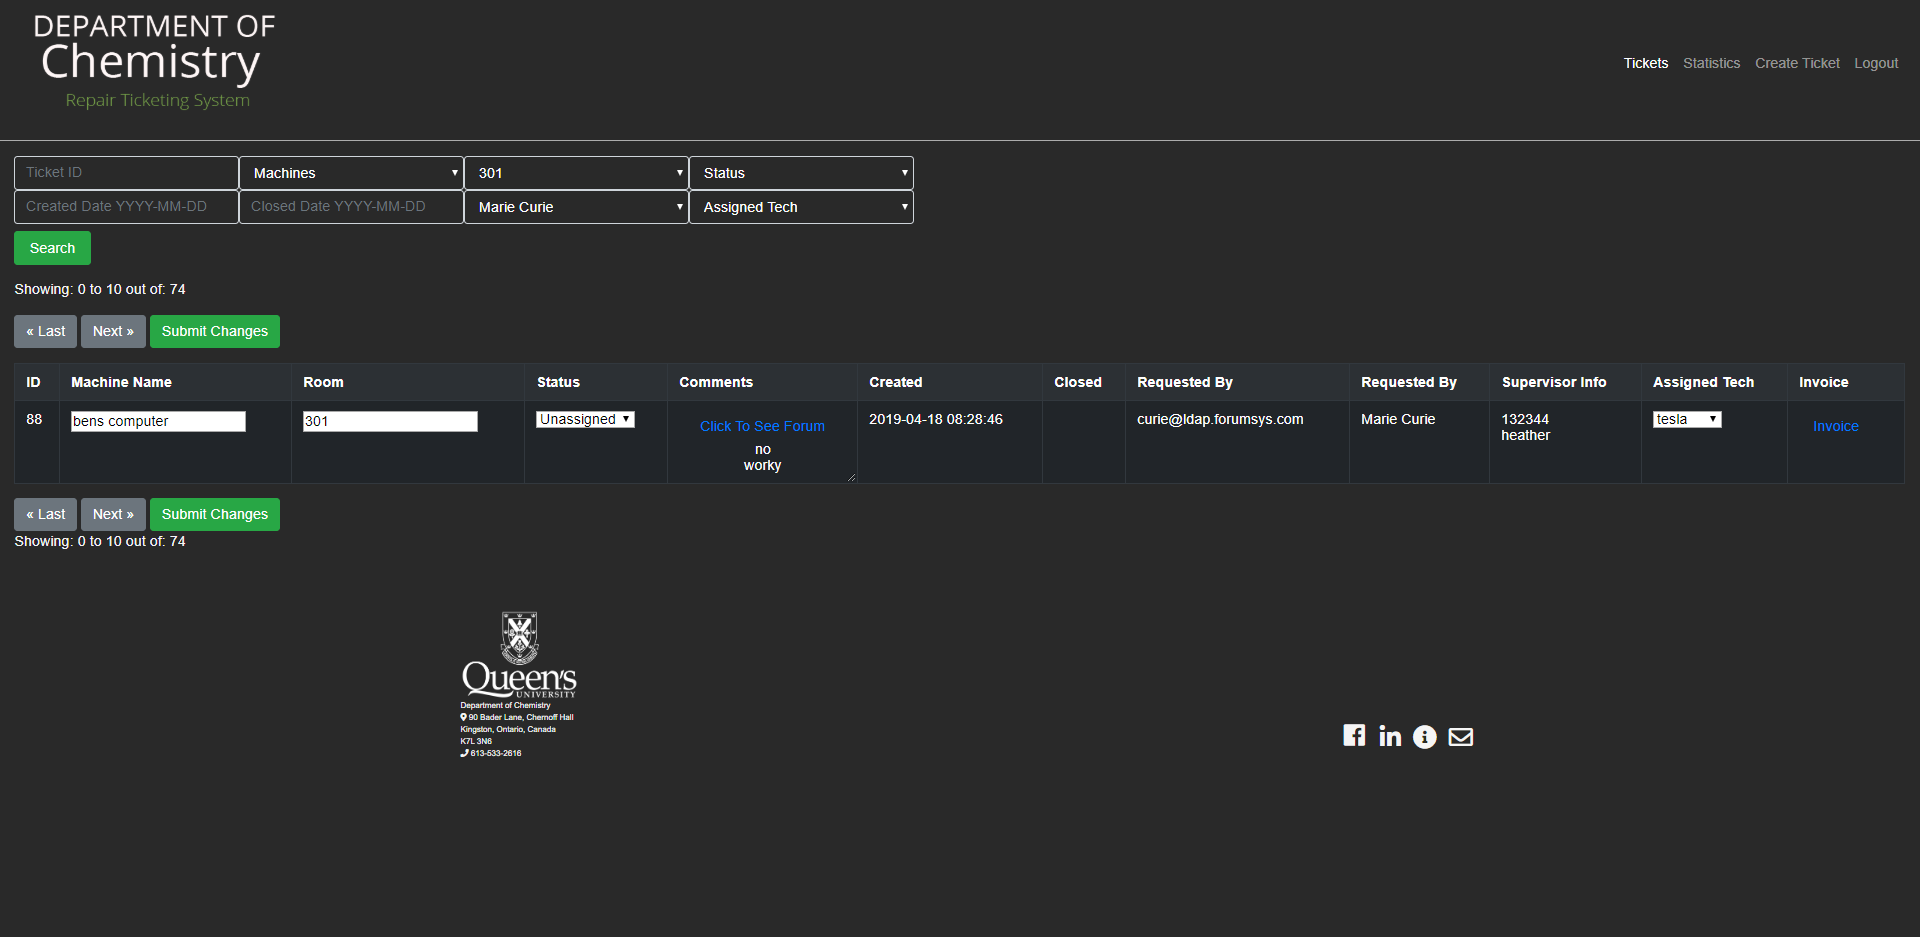 DEPARTMENT OF
Chemistry
Repair Ticketing System
Tickets Statistics Create Ticket Logout
Ticket ID Machines 301 Status
Created Date YYYY-MM-DD Closed Date YYYY-MM-DD Marie Curie Assigned Tech
Search
Showing: 0 to 10 out of: 74
« Last Next » Submit Changes
ID Machine Name Room Status Comments Created Closed Requested By Requested By Supervisor Info Assigned Tech Invoice
88 bens computer 301 Unassigned Click To See Forum 2019-04-18 08:28:46 curie@ldap.forumsys.com Marie Curie 132344 tesla Invoice
heather
no
worky
« Last Next » Submit Changes
Showing: 0 to 10 out of: 74
Queen's
UNIVERSITY
Department of Chemistry
90 Bader Lane, Chernoff Hall
Kingston, Ontario, Canada
K7L 3N6
613-533-2616